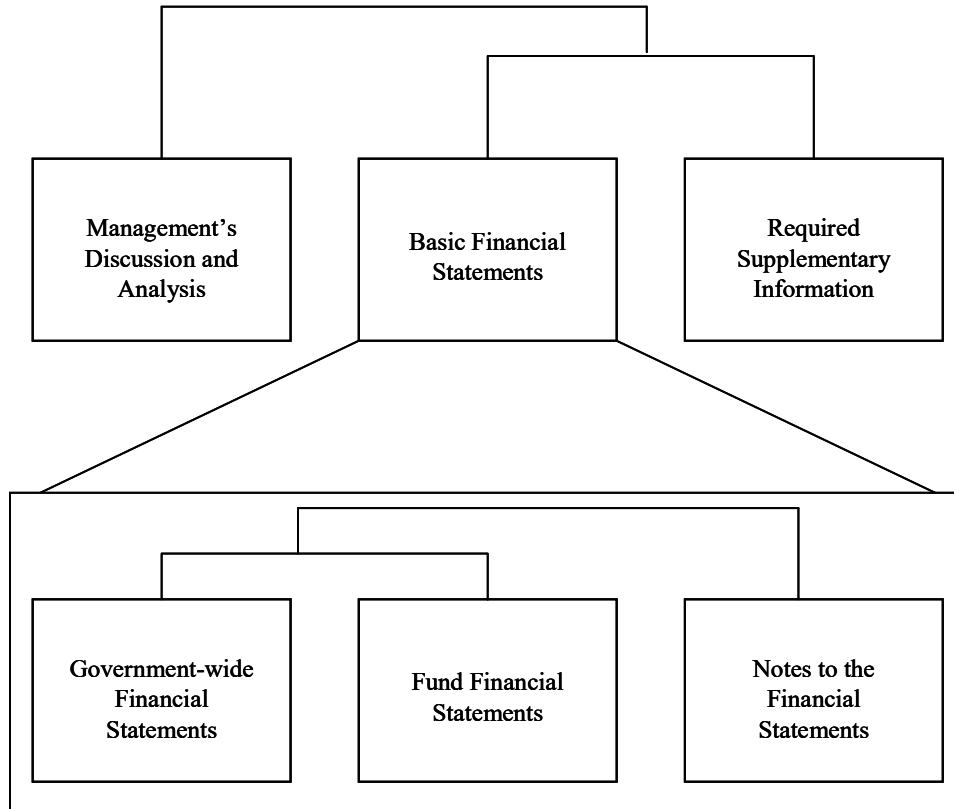 Management’s
Discussion and
Analysis
Basic Financial
Statements
Required
Supplementary
Information
Government-wide
Financial
Statements
Fund Financial
Statements
Notes to the
Financial
Statements